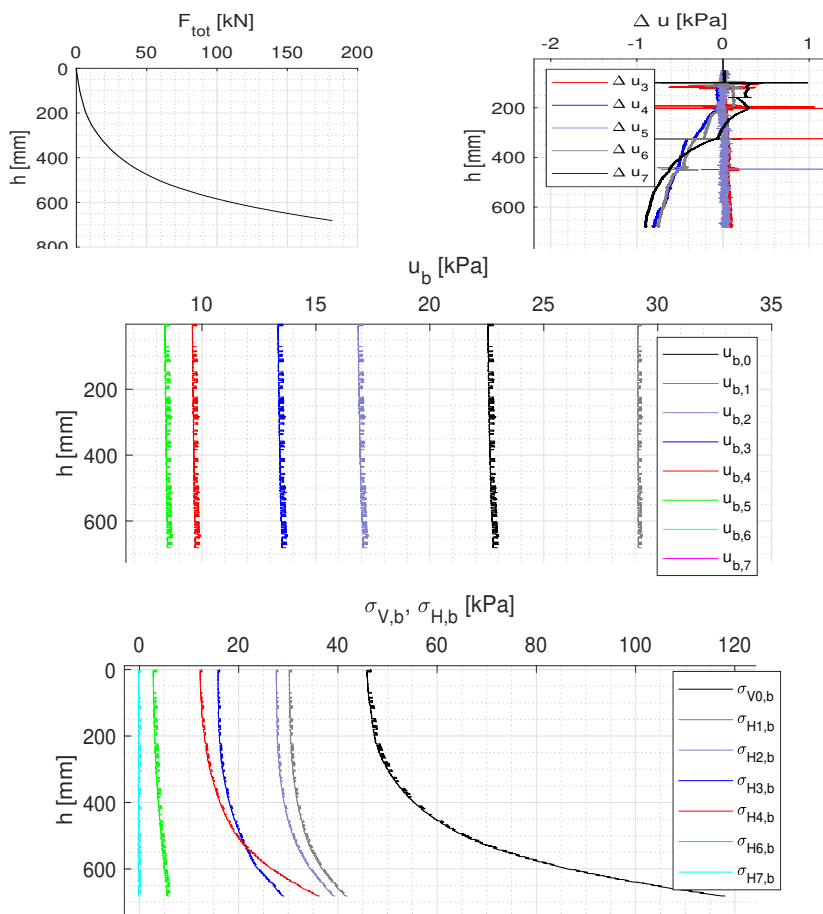 F_tot [kN]
0 50 100 150 200
0
200
400
600
800
h [mm]
Δ u [kPa]
-2 -1 0 1
200
400
600
h [mm]
Δ u_3
Δ u_4
Δ u_5
Δ u_6
Δ u_7
u_b [kPa]
10 15 20 25 30 35
200
400
600
h [mm]
u_b,0
u_b,1
u_b,2
u_b,3
u_b,4
u_b,5
u_b,6
u_b,7
σ_V,b, σ_H,b [kPa]
0 20 40 60 80 100 120
0
200
400
600
h [mm]
σ_V0,b
σ_H1,b
σ_H2,b
σ_H3,b
σ_H4,b
σ_H6,b
σ_H7,b